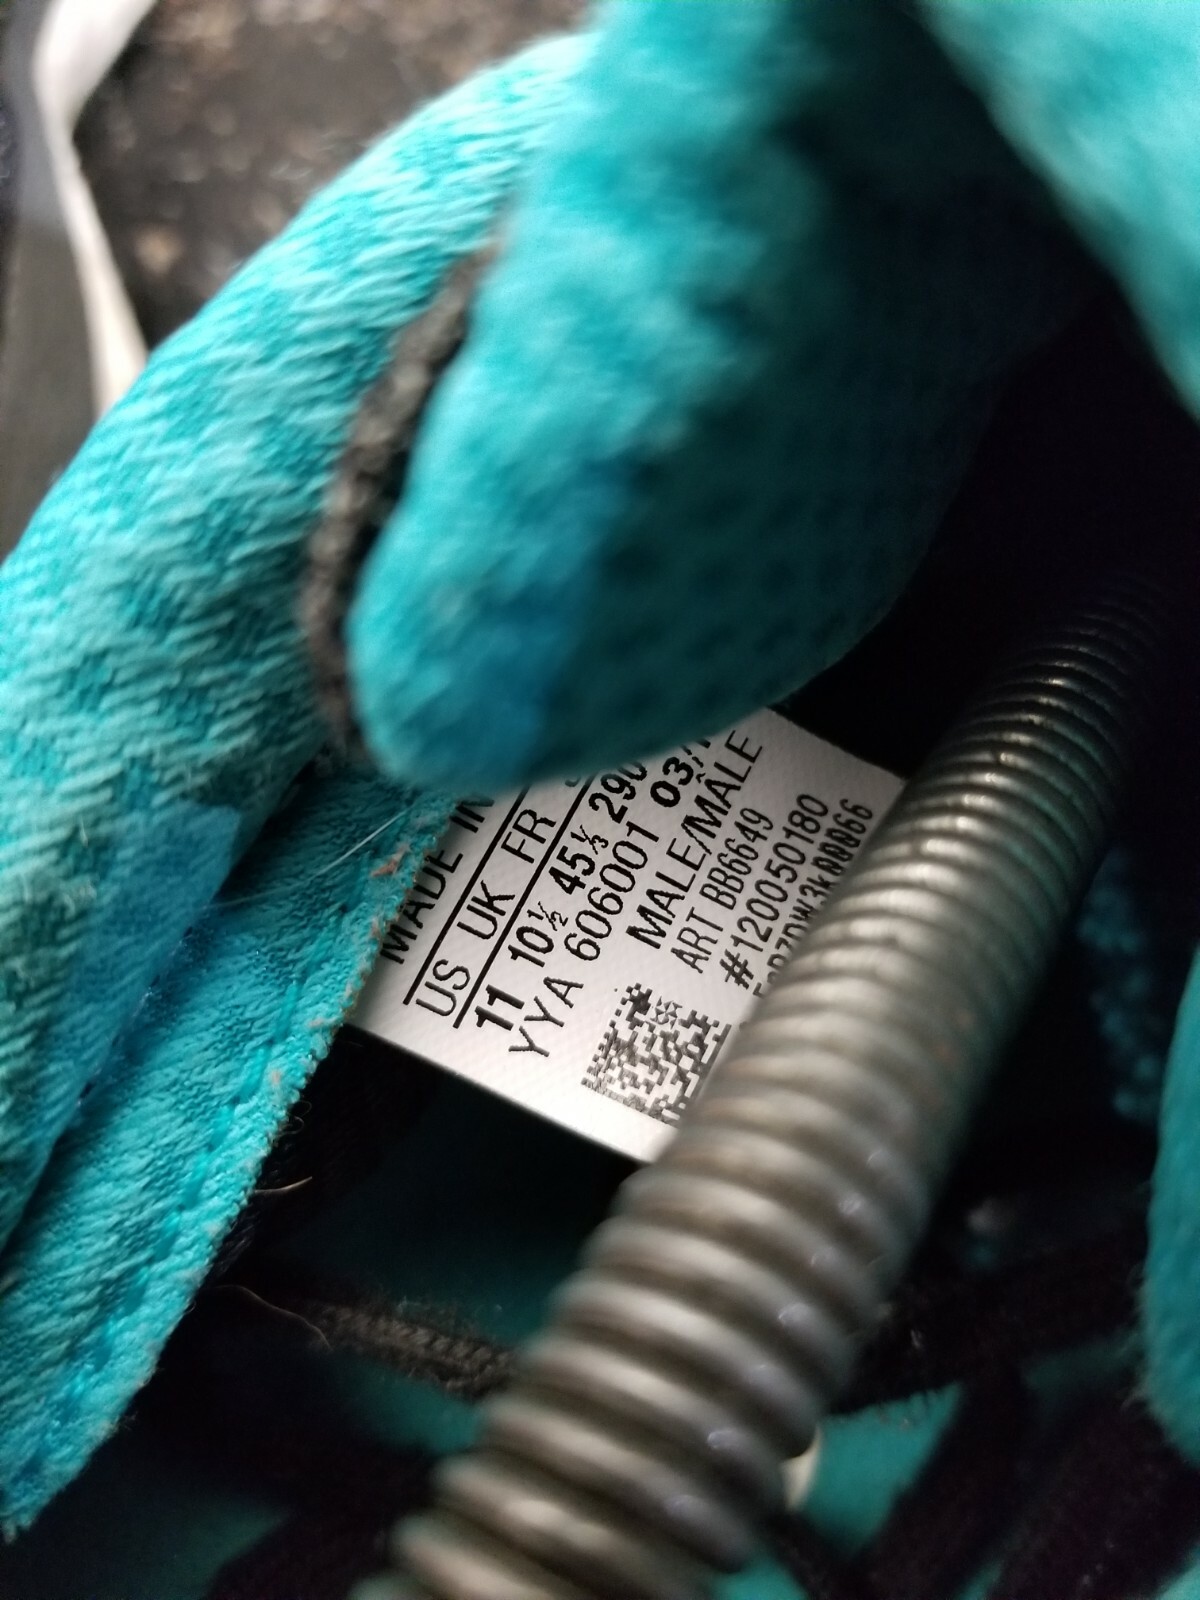 MADE IN
US UK FR
11 10½ 45⅓ 290
YYA 606001 03/
MALE/MÂLE
ART BB6649
#120050180